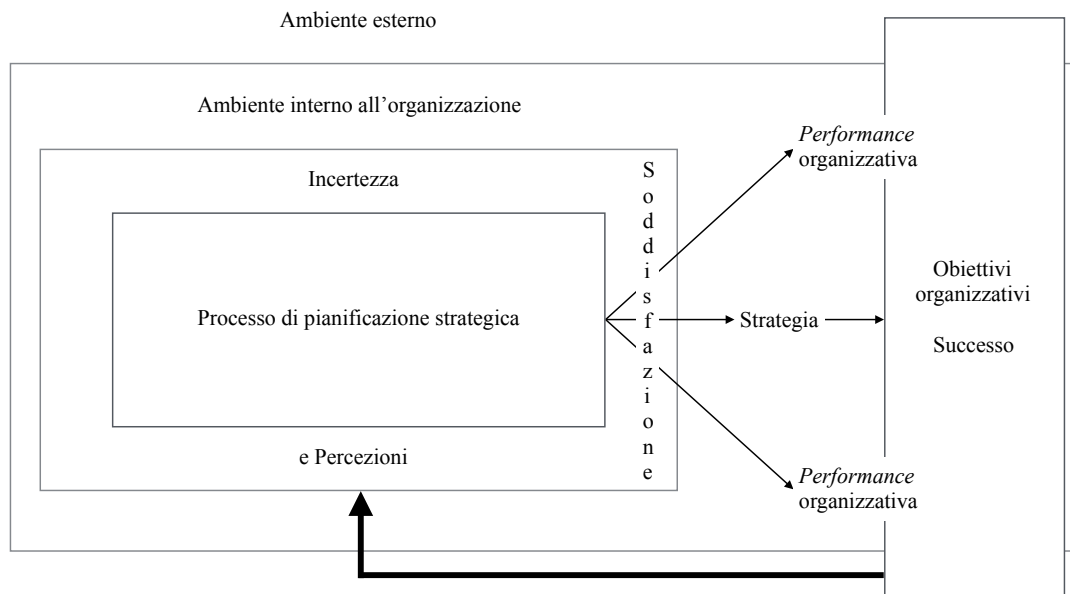 Ambiente esterno
Ambiente interno all’organizzazione
Incertezza
Processo di pianificazione strategica
e Percezioni
Soddisfazione
Performance
organizzativa
Strategia
Performance
organizzativa
Obiettivi
organizzativi
Successo